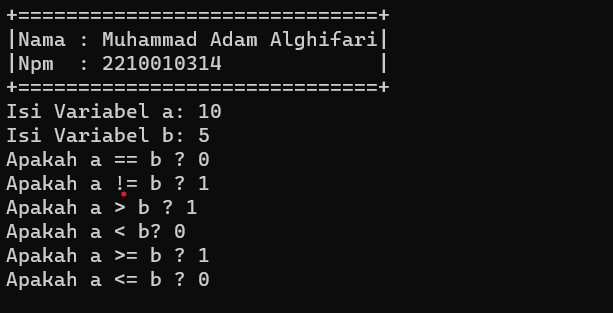 +==============================+
|Nama : Muhammad Adam Alghifari|
|Npm  : 2210010314             |
+==============================+
Isi Variabel a: 10
Isi Variabel b: 5
Apakah a == b ? 0
Apakah a != b ? 1
Apakah a > b ? 1
Apakah a < b? 0
Apakah a >= b ? 1
Apakah a <= b ? 0